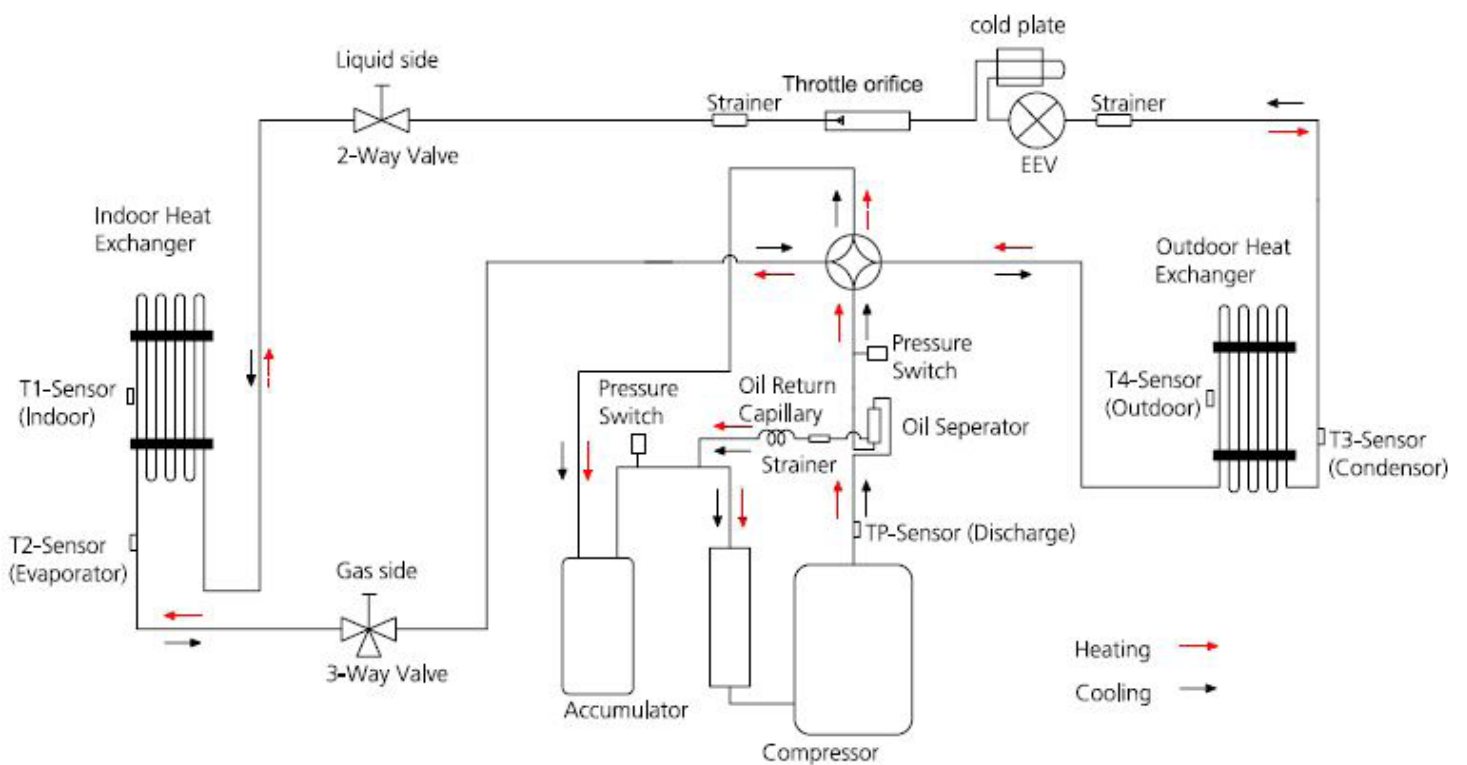 cold plate
Liquid side
Throttle orifice
Strainer
Strainer
2-Way Valve
EEV
Indoor Heat
Exchanger
Outdoor Heat
Exchanger
Pressure
Switch
T1-Sensor
(Indoor)
Pressure
Switch
Oil Return
Capillary
T4-Sensor
(Outdoor)
Oil Seperator
Strainer
T3-Sensor
(Condensor)
TP-Sensor (Discharge)
T2-Sensor
(Evaporator)
Gas side
3-Way Valve
Heating
Cooling
Accumulator
Compressor